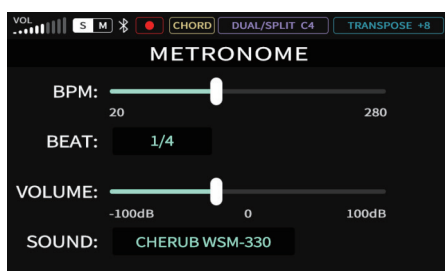 VOL S M CHORD DUAL/SPLIT C4 TRANSPOSE +8
METRONOME
BPM:
20 280
BEAT: 1/4
VOLUME:
-100dB 0 100dB
SOUND: CHERUB WSM-330